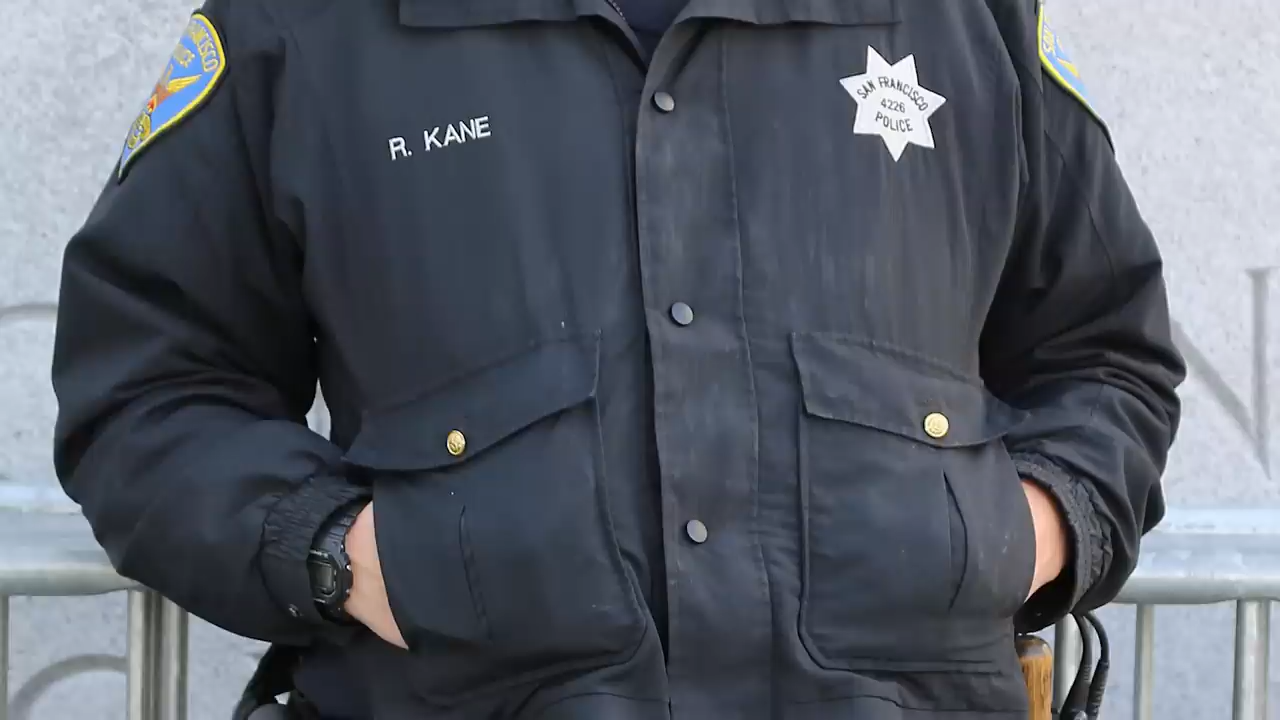 R. KANE
SAN FRANCISCO
4226
POLICE
N